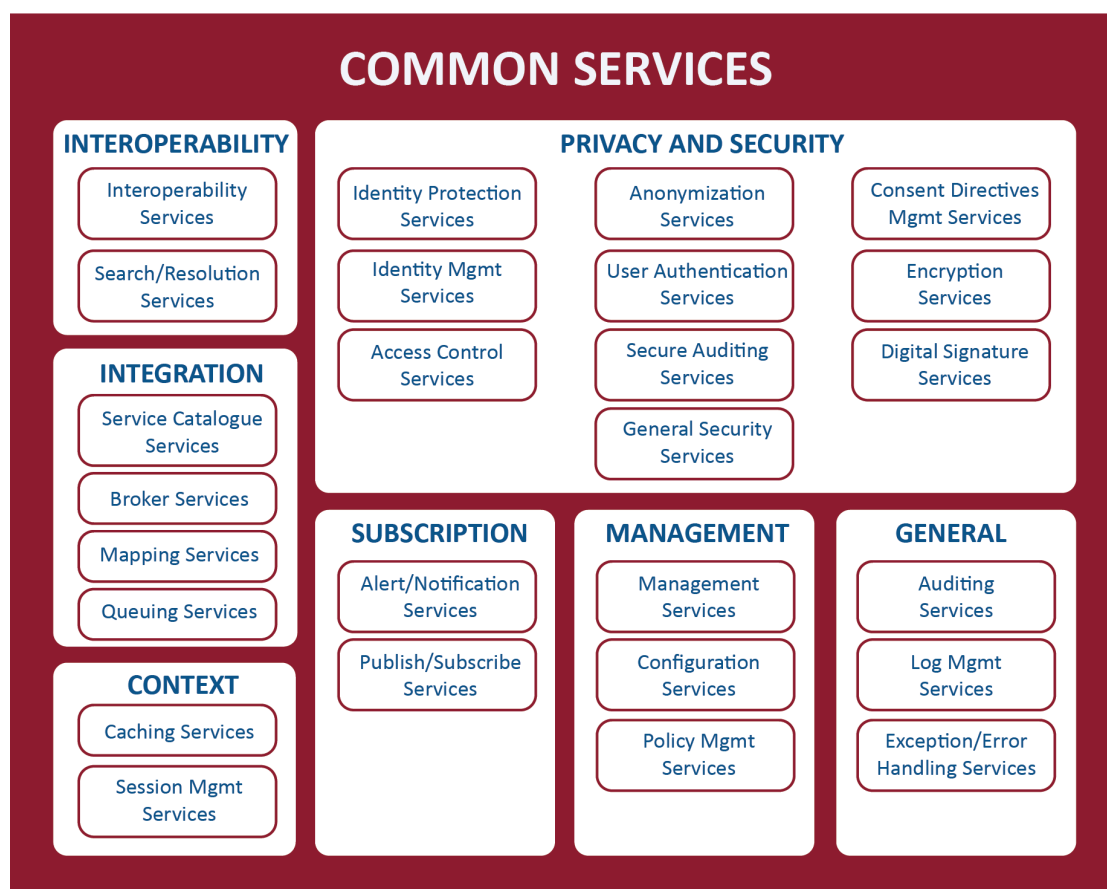 COMMON SERVICES
INTEROPERABILITY
Interoperability
Services
Search/Resolution
Services
INTEGRATION
Service Catalogue
Services
Broker Services
Mapping Services
Queuing Services
CONTEXT
Caching Services
Session Mgmt
Services
PRIVACY AND SECURITY
Identity Protection
Services
Identity Mgmt
Services
Access Control
Services
Anonymization
Services
User Authentication
Services
Secure Auditing
Services
General Security
Services
Consent Directives
Mgmt Services
Encryption
Services
Digital Signature
Services
SUBSCRIPTION
Alert/Notification
Services
Publish/Subscribe
Services
MANAGEMENT
Management
Services
Configuration
Services
Policy Mgmt
Services
GENERAL
Auditing
Services
Log Mgmt
Services
Exception/Error
Handling Services